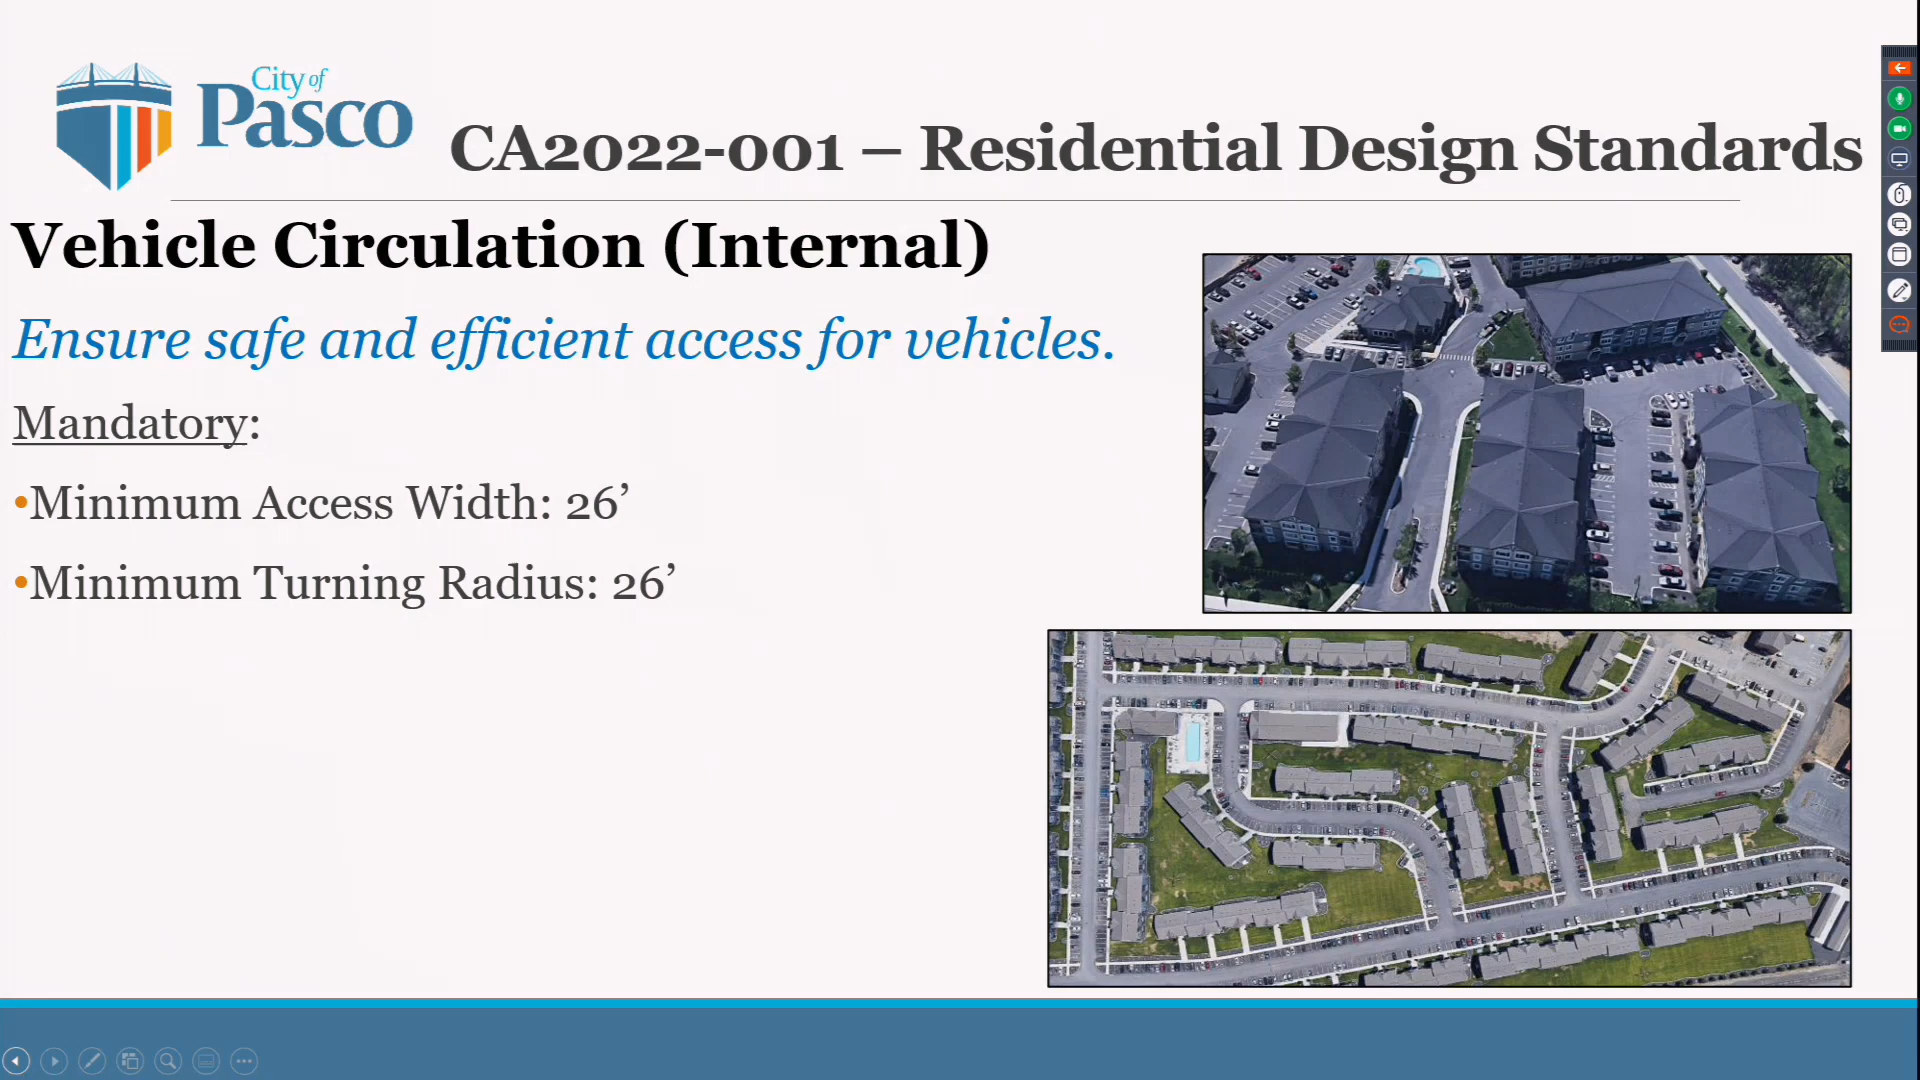 City of
Pasco
CA2022-001 – Residential Design Standards
Vehicle Circulation (Internal)
Ensure safe and efficient access for vehicles.
Mandatory:
•Minimum Access Width: 26’
•Minimum Turning Radius: 26’